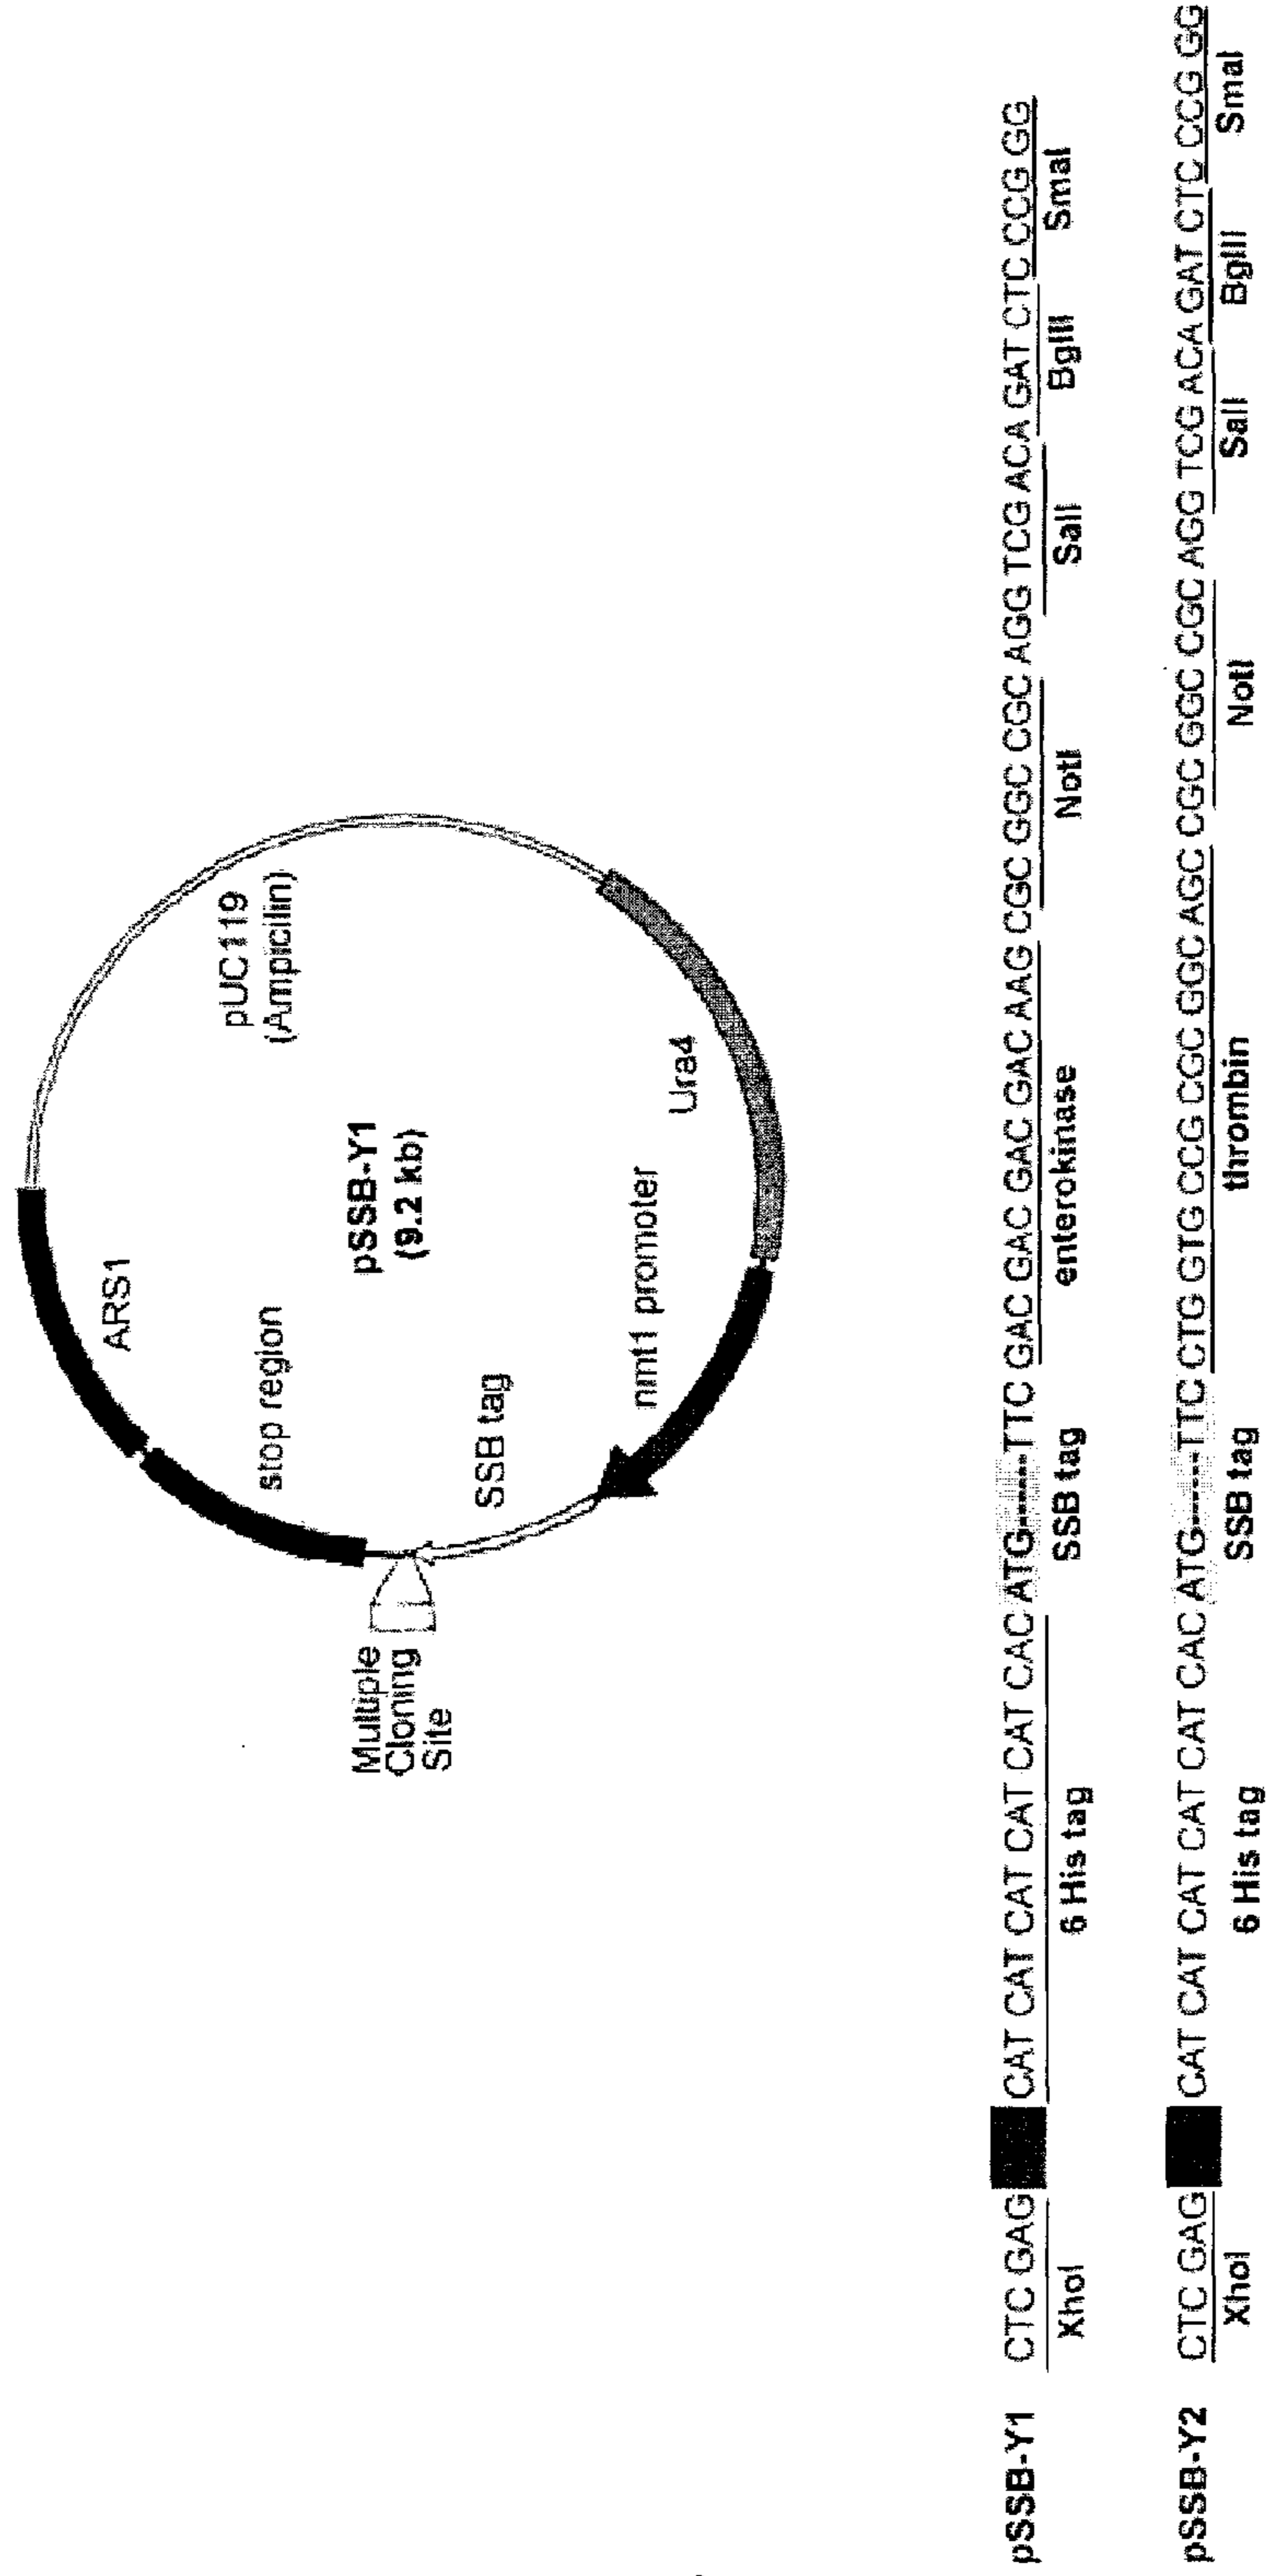 pUC119
(Ampicilin)
ARS1
pSSB-Y1
(9.2 kb)
stop region
Ura4
nmt1 promoter
SSB tag
Multiple
Cloning
Site
pSSB-Y1 CTC GAG CAT CAT CAT CAT CAT CAC ATG------TTC GAC GAC GAC GAC AAG CGC GGC CGC AGG TCG ACA GAT CTC CCG GG
XhoI 6 His tag SSB tag enterokinase NotI SalI BglII SmaI
pSSB-Y2 CTC GAG CAT CAT CAT CAT CAT CAC ATG------TTC CTG GTG CCG CGC GGC AGC CGC GGC CGC AGG TCG ACA GAT CTC CCG GG
XhoI 6 His tag SSB tag thrombin NotI SalI BglII SmaI